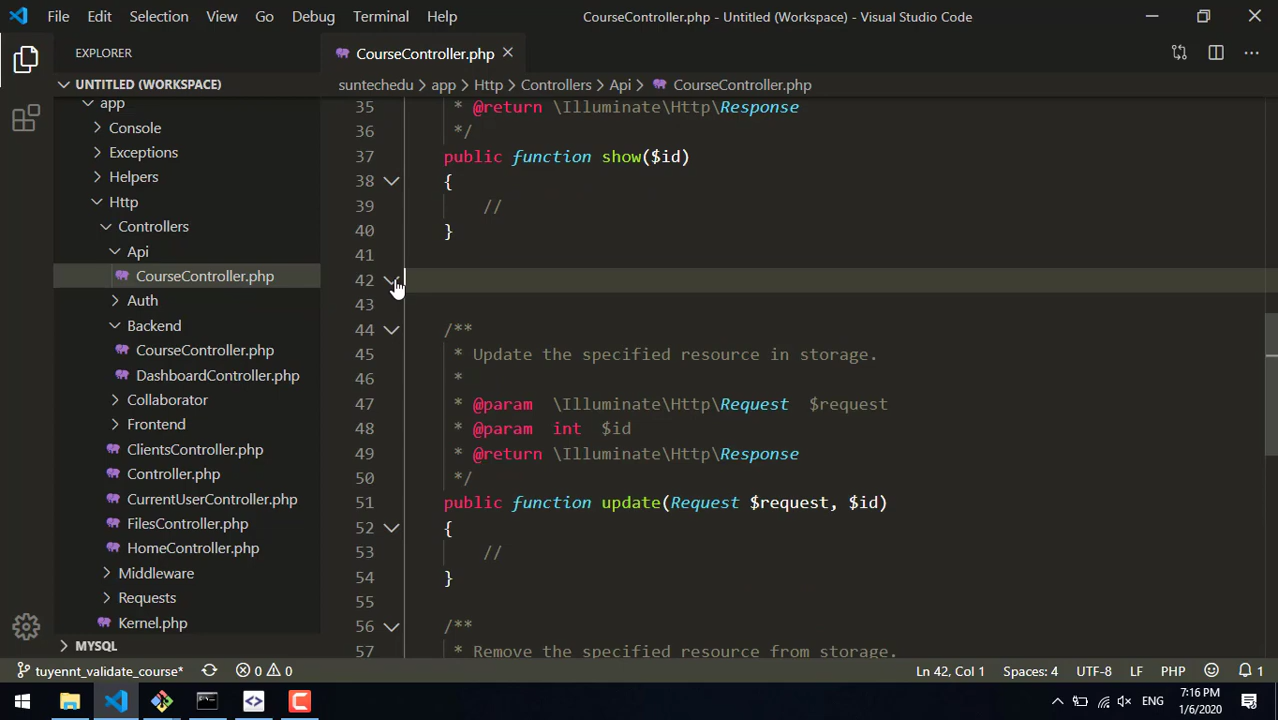 File Edit Selection View Go Debug Terminal Help CourseController.php - Untitled (Workspace) - Visual Studio Code
EXPLORER
UNTITLED (WORKSPACE)
app
Console
Exceptions
Helpers
Http
Controllers
Api
CourseController.php
Auth
Backend
CourseController.php
DashboardController.php
Collaborator
Frontend
ClientsController.php
Controller.php
CurrentUserController.php
FilesController.php
HomeController.php
Middleware
Requests
Kernel.php
MYSQL
CourseController.php
suntechedu > app > Http > Controllers > Api > CourseController.php
35 * @return \Illuminate\Http\Response
36 */
37 public function show($id)
38 {
39 //
40 }
41
42
43
44 /**
45 * Update the specified resource in storage.
46 *
47 * @param \Illuminate\Http\Request $request
48 * @param int $id
49 * @return \Illuminate\Http\Response
50 */
51 public function update(Request $request, $id)
52 {
53 //
54 }
55
56 /**
57 * Remove the specified resource from storage.
tuyennt_validate_course* 0 0 Ln 42, Col 1 Spaces: 4 UTF-8 LF PHP 1
ENG 7:16 PM
1/6/2020